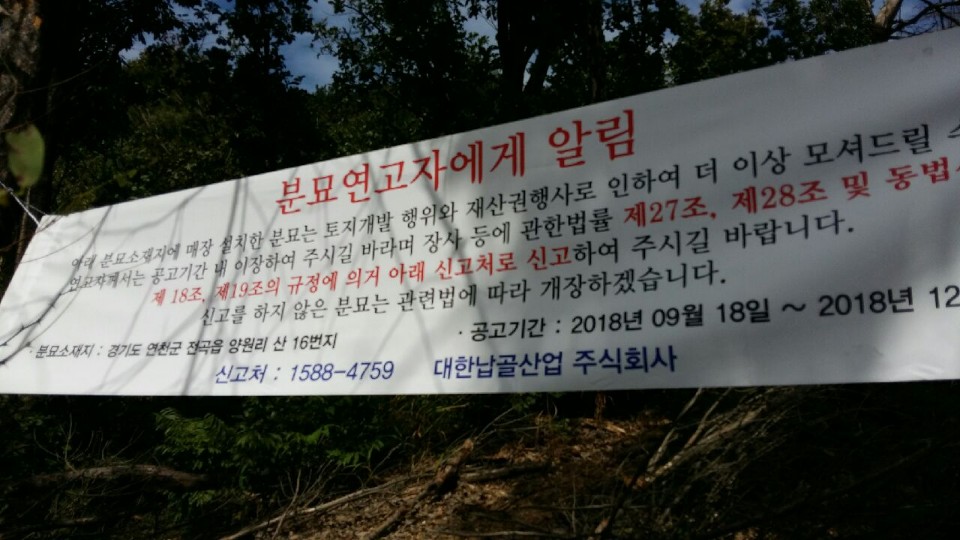 분묘연고자에게 알림
아래 분묘소재지에 매장 설치한 분묘는 토지개발 행위와 재산권행사로 인하여 더 이상 모셔드릴 수
연고자께서는 공고기간 내 이장하여 주시길 바라며 장사 등에 관한법률 제27조, 제28조 및 동법
제 18조, 제19조의 규정에 의거 아래 신고처로 신고하여 주시길 바랍니다.
신고를 하지 않은 분묘는 관련법에 따라 개장하겠습니다.
· 분묘소재지 : 경기도 연천군 전곡읍 양원리 산 16번지
· 공고기간 : 2018년 09월 18일 ~ 2018년 12
신고처 : 1588-4759 대한납골산업 주식회사